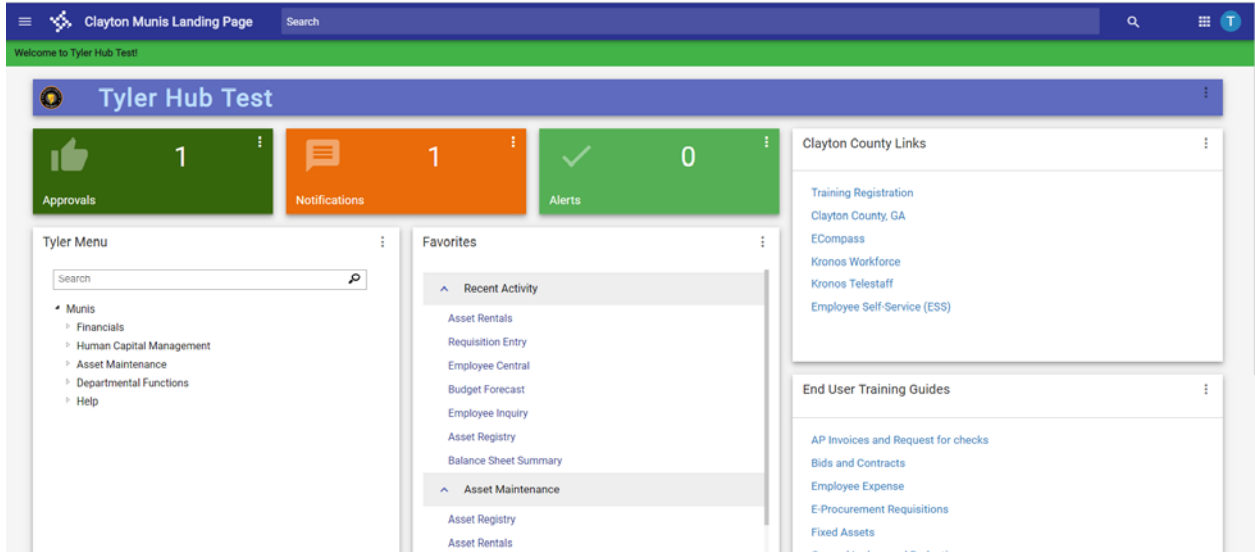 Clayton Munis Landing Page
Search
T
Welcome to Tyler Hub Test!
Tyler Hub Test
1
Approvals
1
Notifications
0
Alerts
Tyler Menu
Search
Munis
Financials
Human Capital Management
Asset Maintenance
Departmental Functions
Help
Favorites
Recent Activity
Asset Rentals
Requisition Entry
Employee Central
Budget Forecast
Employee Inquiry
Asset Registry
Balance Sheet Summary
Asset Maintenance
Asset Registry
Asset Rentals
Clayton County Links
Training Registration
Clayton County, GA
ECompass
Kronos Workforce
Kronos Telestaff
Employee Self-Service (ESS)
End User Training Guides
AP Invoices and Request for checks
Bids and Contracts
Employee Expense
E-Procurement Requisitions
Fixed Assets